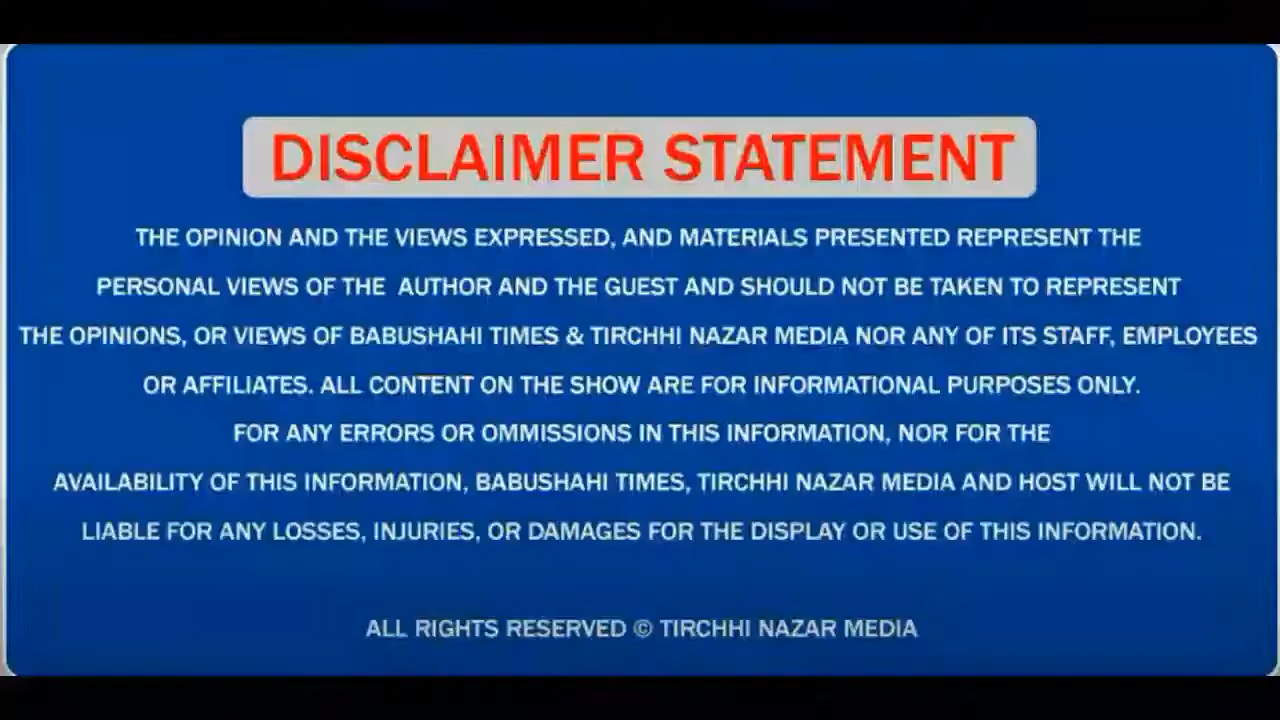 DISCLAIMER STATEMENT
THE OPINION AND THE VIEWS EXPRESSED, AND MATERIALS PRESENTED REPRESENT THE
PERSONAL VIEWS OF THE AUTHOR AND THE GUEST AND SHOULD NOT BE TAKEN TO REPRESENT
THE OPINIONS, OR VIEWS OF BABUSHAHI TIMES & TIRCHHI NAZAR MEDIA NOR ANY OF ITS STAFF, EMPLOYEES
OR AFFILIATES. ALL CONTENT ON THE SHOW ARE FOR INFORMATIONAL PURPOSES ONLY.
FOR ANY ERRORS OR OMMISSIONS IN THIS INFORMATION, NOR FOR THE
AVAILABILITY OF THIS INFORMATION, BABUSHAHI TIMES, TIRCHHI NAZAR MEDIA AND HOST WILL NOT BE
LIABLE FOR ANY LOSSES, INJURIES, OR DAMAGES FOR THE DISPLAY OR USE OF THIS INFORMATION.
ALL RIGHTS RESERVED © TIRCHHI NAZAR MEDIA